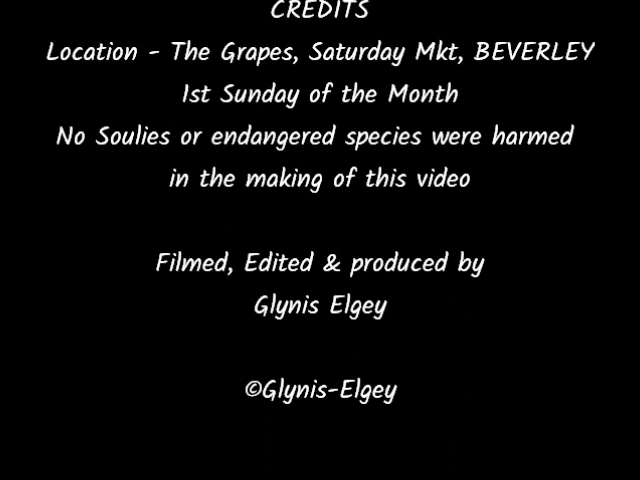 CREDITS
Location - The Grapes, Saturday Mkt, BEVERLEY
1st Sunday of the Month
No Soulies or endangered species were harmed
in the making of this video
Filmed, Edited & produced by
Glynis Elgey
©Glynis-Elgey